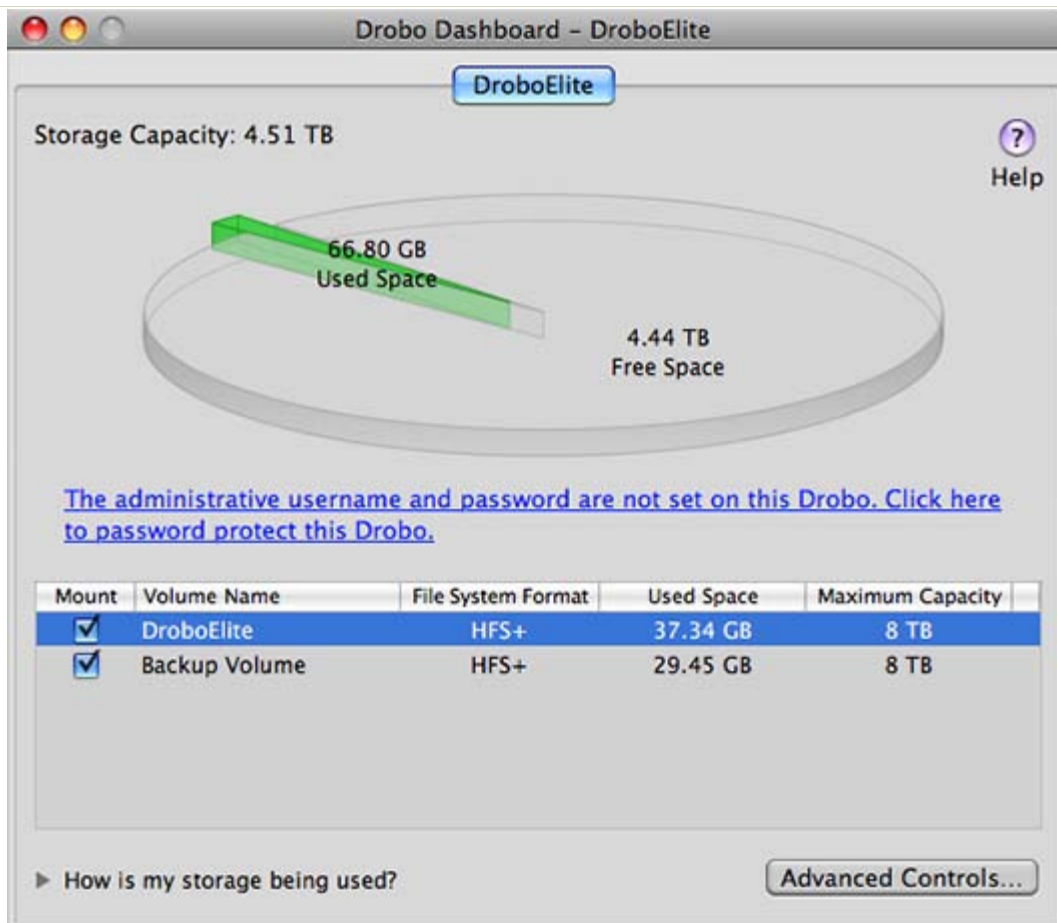 Drobo Dashboard – DroboElite
DroboElite
Storage Capacity: 4.51 TB
?
Help
66.80 GB
Used Space
4.44 TB
Free Space
The administrative username and password are not set on this Drobo. Click here
to password protect this Drobo.
Mount Volume Name File System Format Used Space Maximum Capacity
DroboElite HFS+ 37.34 GB 8 TB
Backup Volume HFS+ 29.45 GB 8 TB
How is my storage being used? Advanced Controls...